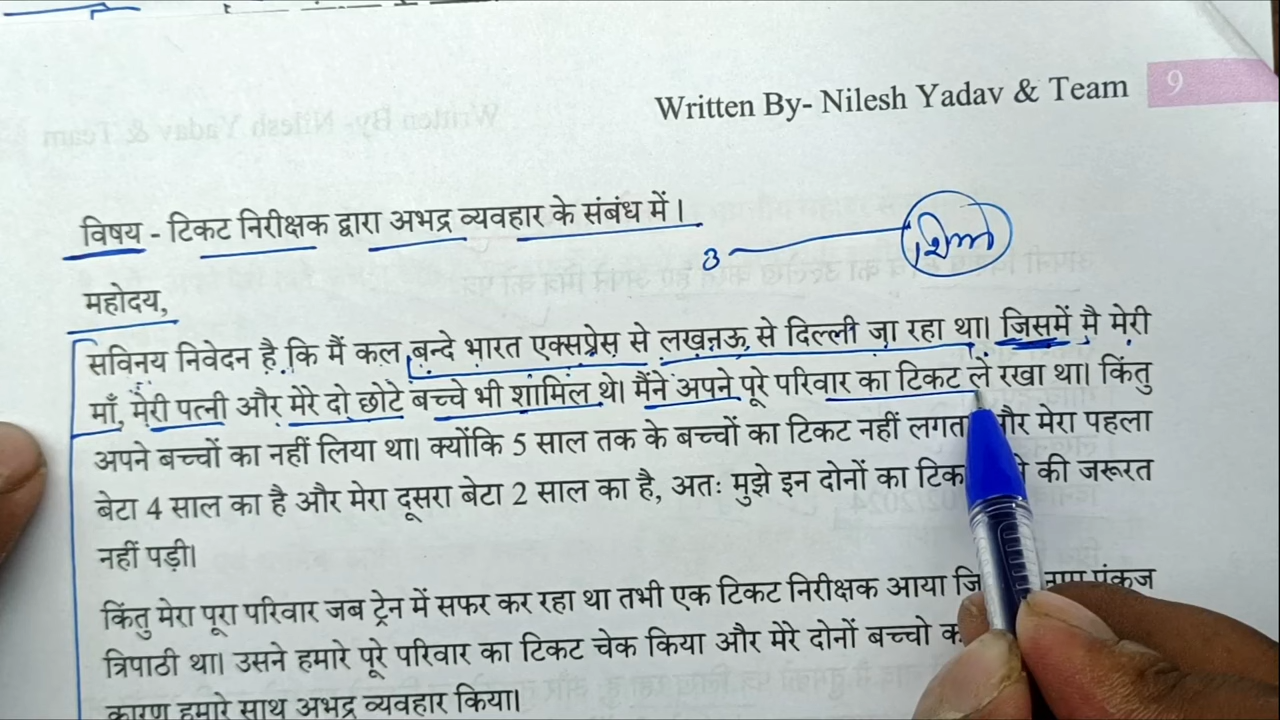 Written By- Nilesh Yadav & Team 9
विषय - टिकट निरीक्षक द्वारा अभद्र व्यवहार के संबंध में।
महोदय,
सविनय निवेदन है कि मैं कल बन्दे भारत एक्सप्रेस से लखनऊ से दिल्ली जा रहा था। जिसमें मै मेरी
माँ, मेरी पत्नी और मेरे दो छोटे बच्चे भी शामिल थे। मैंने अपने पूरे परिवार का टिकट ले रखा था। किंतु
अपने बच्चों का नहीं लिया था। क्योंकि 5 साल तक के बच्चों का टिकट नहीं और मेरा पहला
बेटा 4 साल का है और मेरा दूसरा बेटा 2 साल का है, अतः मुझे इन दोनों का की जरूरत
नहीं पड़ी।
किंतु मेरा पूरा परिवार जब ट्रेन में सफर कर रहा था तभी एक टिकट निरीक्षक आया पंकज
त्रिपाठी था। उसने हमारे पूरे परिवार का टिकट चेक किया और मेरे दोनों बच्चो
कारण हमारे साथ अभद्र व्यवहार किया।